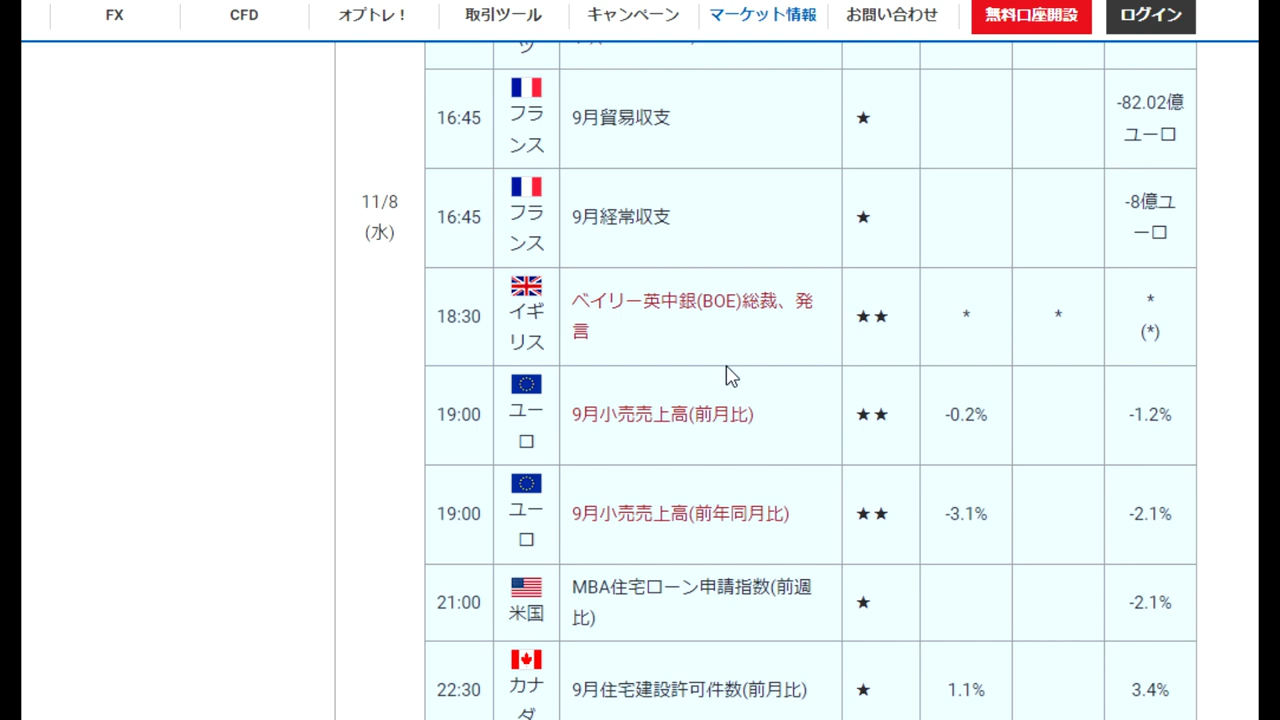 FX
CFD
オプトレ！
取引ツール
キャンペーン
マーケット情報
お問い合わせ
無料口座開設
ログイン
ツ
11/8
(水)
16:45
フラ
ンス
9月貿易収支
★
-82.02億
ユーロ
16:45
フラ
ンス
9月経常収支
★
-8億ユ
ーロ
18:30
イギ
リス
ベイリー英中銀(BOE)総裁、発
言
★★
*
*
*
(*)
19:00
ユー
ロ
9月小売売上高(前月比)
★★
-0.2%
-1.2%
19:00
ユー
ロ
9月小売売上高(前年同月比)
★★
-3.1%
-2.1%
21:00
米国
MBA住宅ローン申請指数(前週
比)
★
-2.1%
22:30
カナ
ダ
9月住宅建設許可件数(前月比)
★
1.1%
3.4%